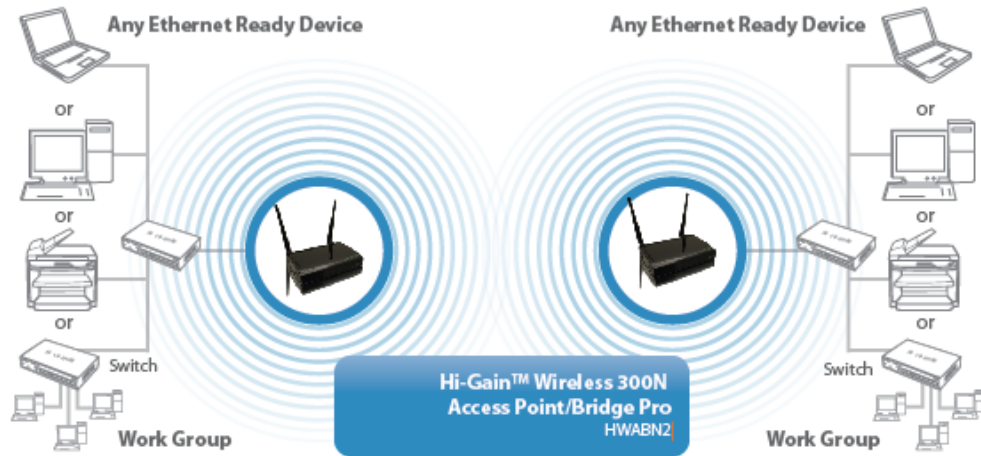 Any Ethernet Ready Device
or
or
or
Switch
Work Group
Any Ethernet Ready Device
or
or
or
Switch
Work Group
Hi-Gain™ Wireless 300N
Access Point/Bridge Pro
HWABN2